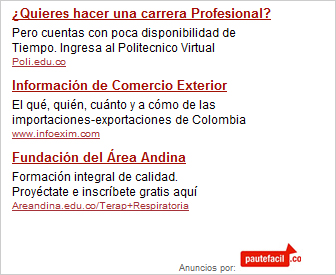 ¿Quieres hacer una carrera Profesional?
Pero cuentas con poca disponibilidad de
Tiempo. Ingresa al Politecnico Virtual
Poli.edu.co
Información de Comercio Exterior
El qué, quién, cuánto y a cómo de las
importaciones-exportaciones de Colombia
www.infoexim.com
Fundación del Área Andina
Formación integral de calidad.
Proyéctate e inscríbete gratis aquí
Areandina.edu.co/Terap+Respiratoria
Anuncios por: pautefacil.co